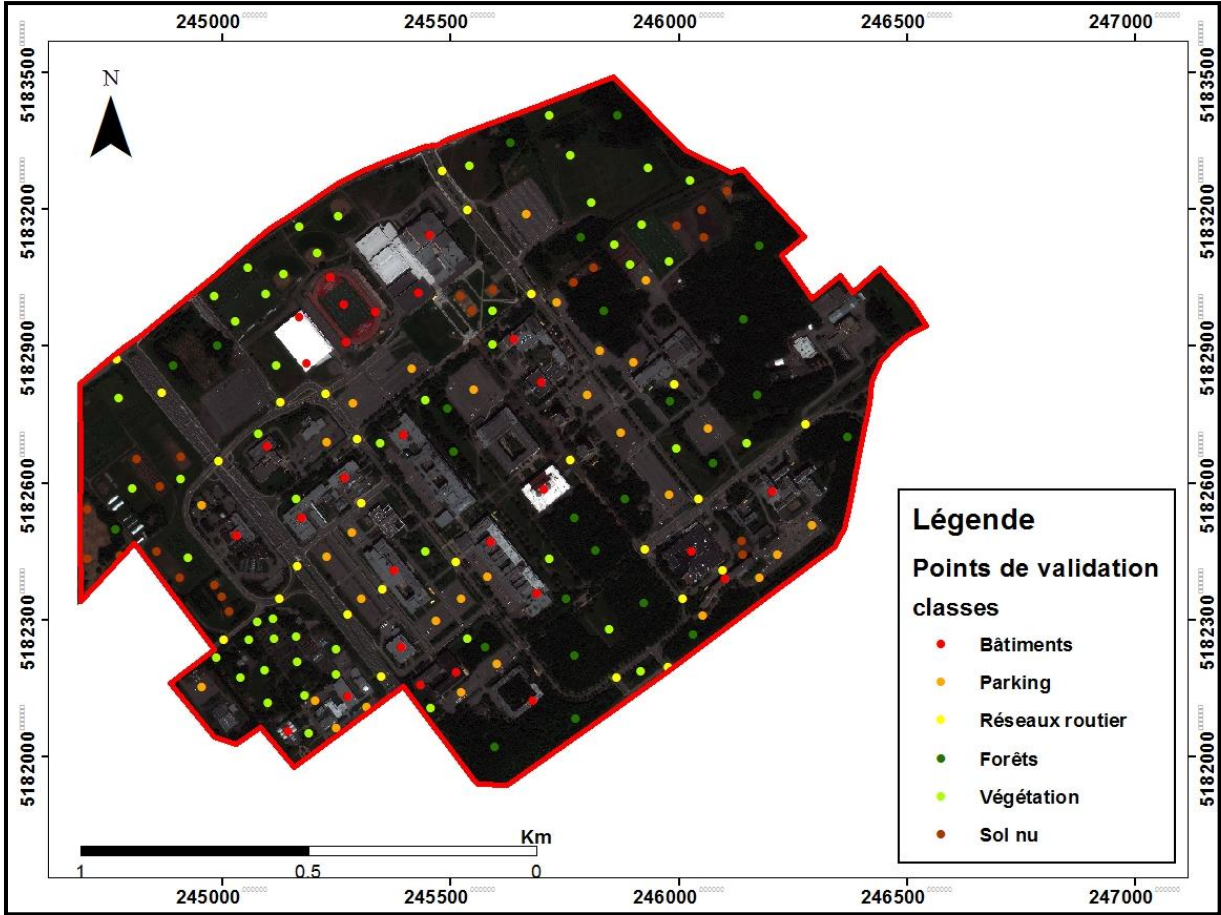 245000 245500 246000 246500 247000
5183500
5183200
5182900
5182600
5182300
5182000
5183500
5183200
5182900
5182600
5182300
5182000
N
Légende
Points de validation
classes
Bâtiments
Parking
Réseaux routier
Forêts
Végétation
Sol nu
Km
1 0.5 0
245000 245500 246000 246500 247000